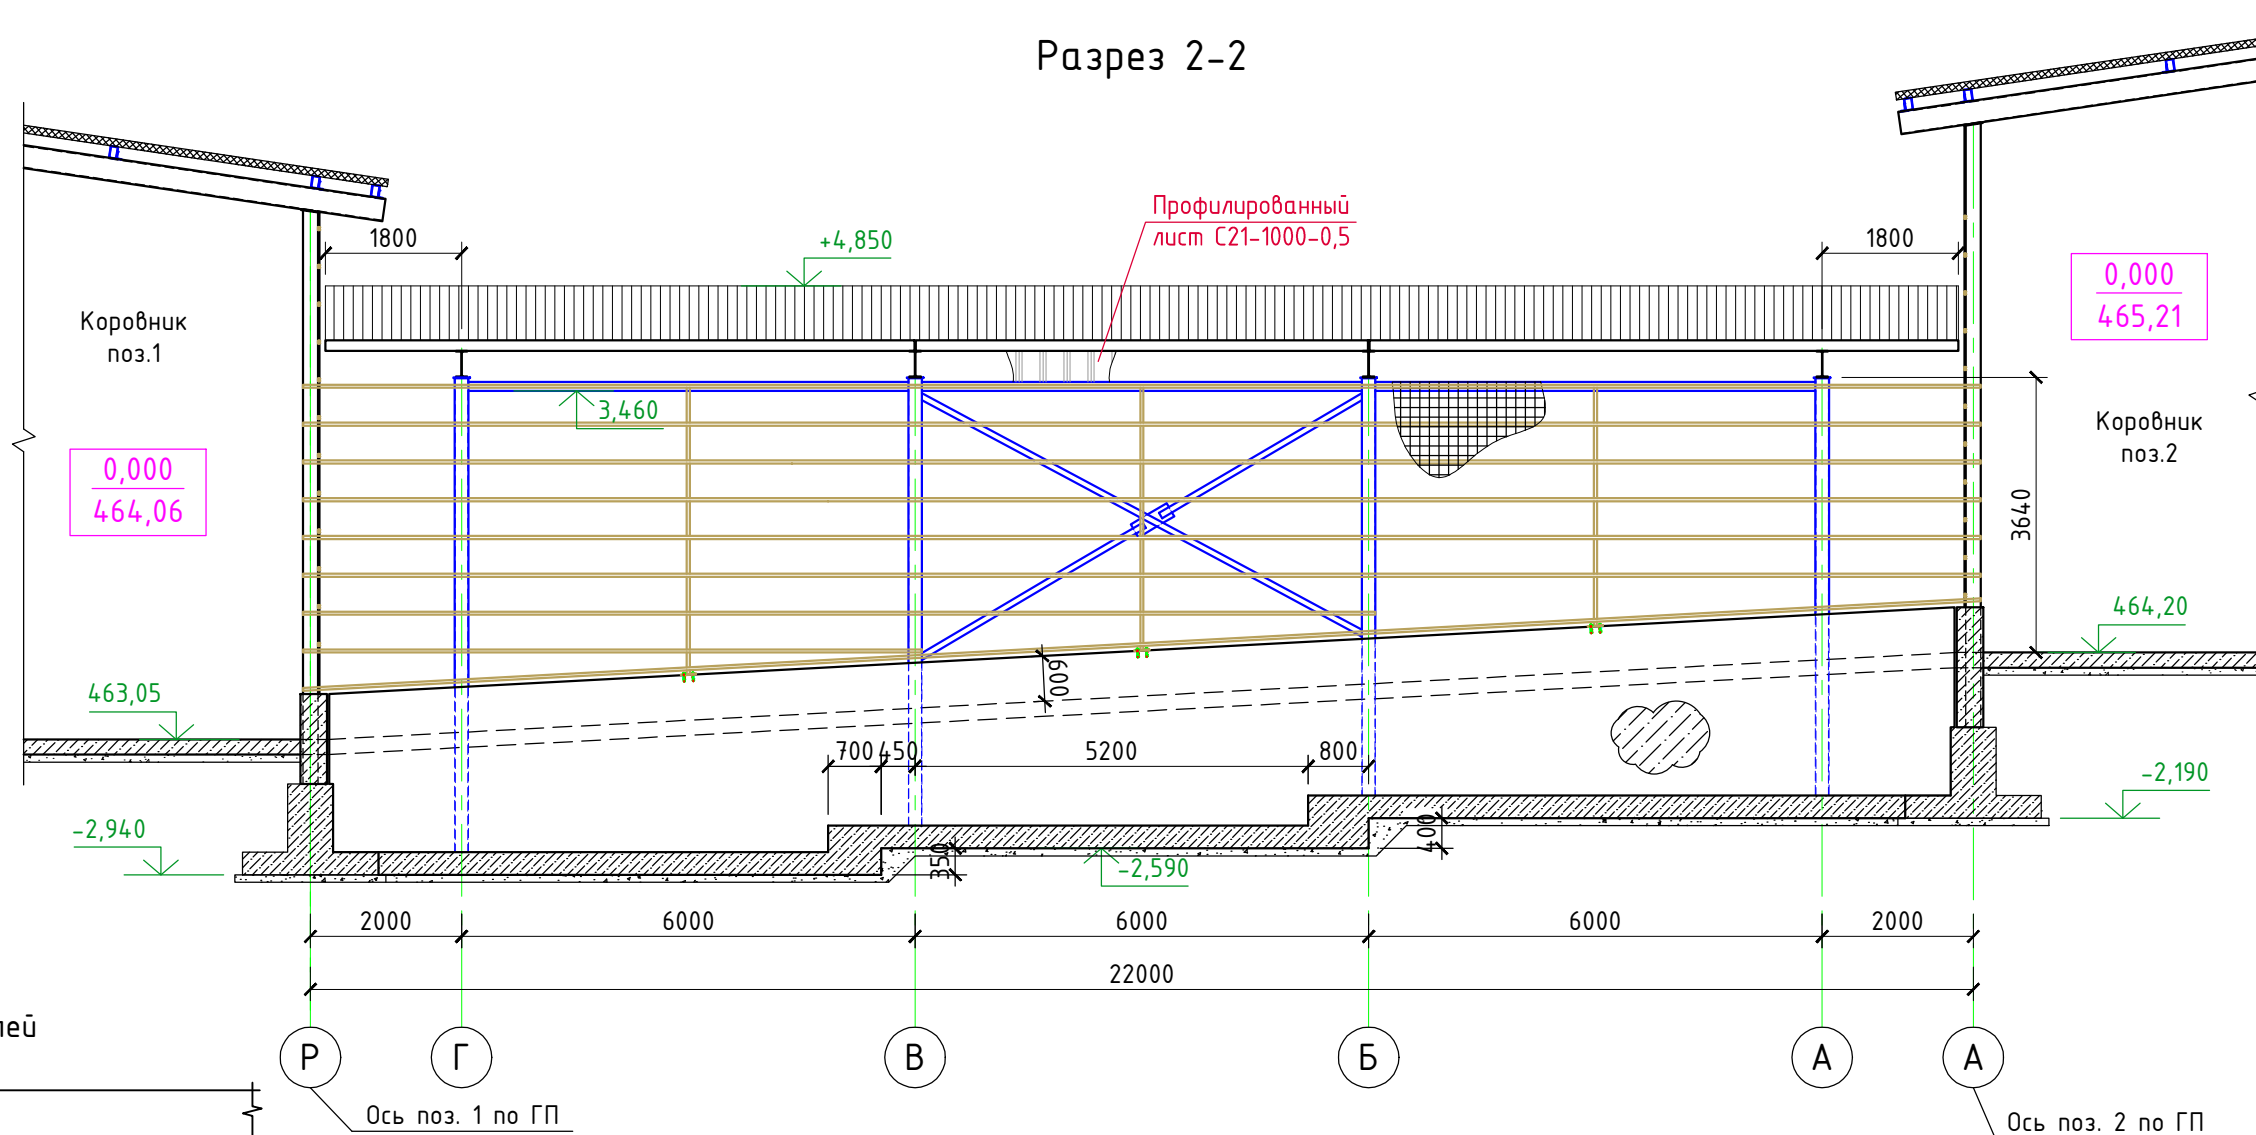 Разрез 2-2
Профилированный
лист С21-1000-0,5
1800
+4,850
1800
0,000
465,21
Коровник
поз.1
3,460
Коровник
поз.2
0,000
464,06
3640
464,20
463,05
600
700
450
5200
800
-2,190
-2,940
350
-2,590
400
2000
6000
6000
6000
2000
22000
лей
Р
Г
В
Б
А
А
Ось поз. 1 по ГП
Ось поз. 2 по ГП